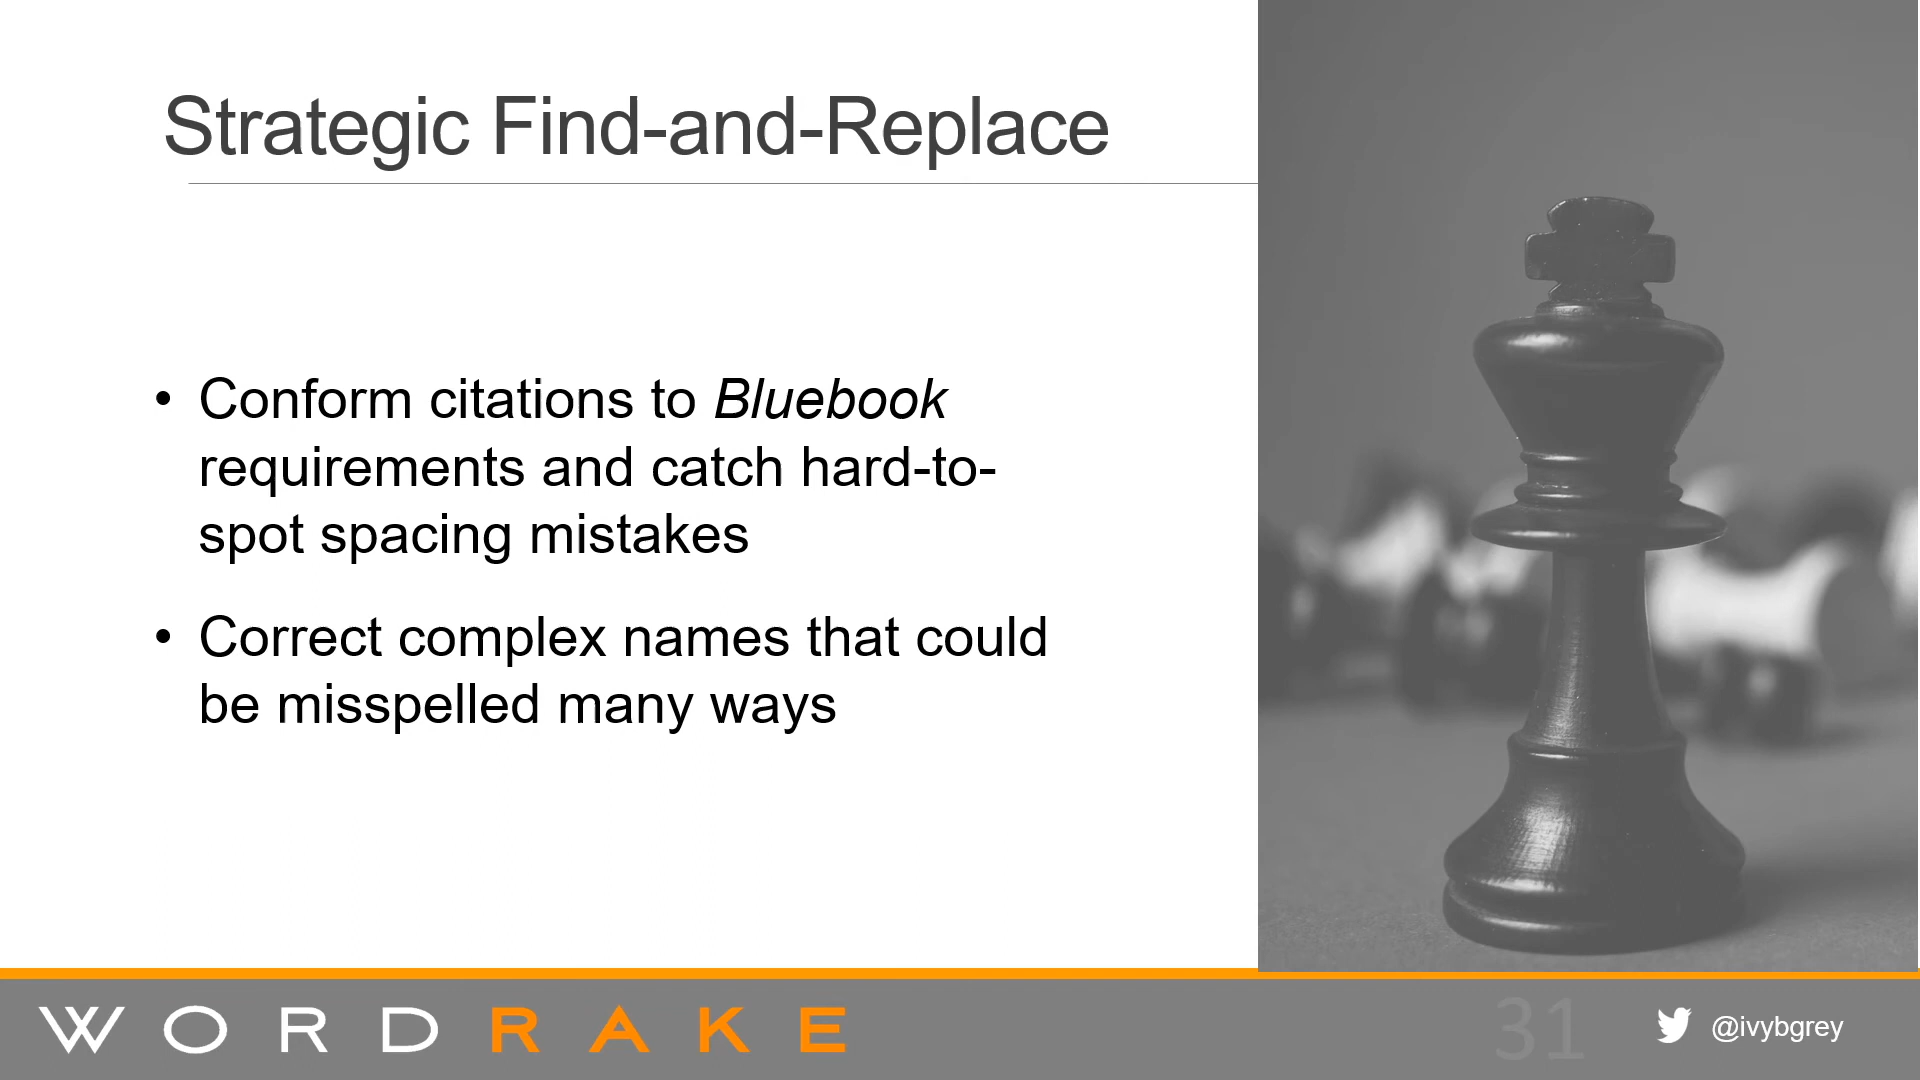 Strategic Find-and-Replace
• Conform citations to Bluebook
requirements and catch hard-to-
spot spacing mistakes
• Correct complex names that could
be misspelled many ways
WORDRAKE
31
@ivybgrey